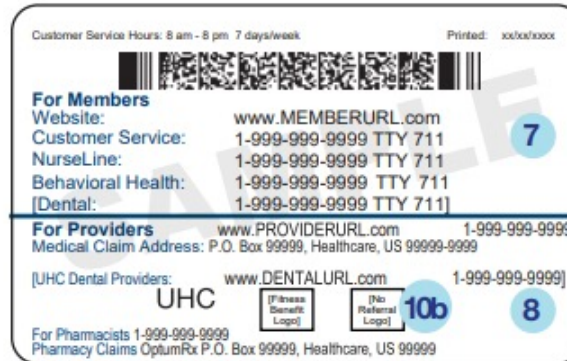 Customer Service Hours: 8 am - 8 pm 7 days/week Printed: xx/xx/xxxx
For Members
Website: www.MEMBERURL.com
Customer Service: 1-999-999-9999 TTY 711
NurseLine: 1-999-999-9999 TTY 711
Behavioral Health: 1-999-999-9999 TTY 711
[Dental: 1-999-999-9999 TTY 711]
7
SAMPLE
For Providers www.PROVIDERURL.com 1-999-999-9999
Medical Claim Address: P.O. Box 99999, Healthcare, US 99999-9999
[UHC Dental Providers: www.DENTALURL.com 1-999-999-9999]
UHC
[Fitness
Benefit
Logo]
[No
Referral
Logo]
10b
8
For Pharmacists 1-999-999-9999
Pharmacy Claims OptumRx P.O. Box 99999, Healthcare, US 99999